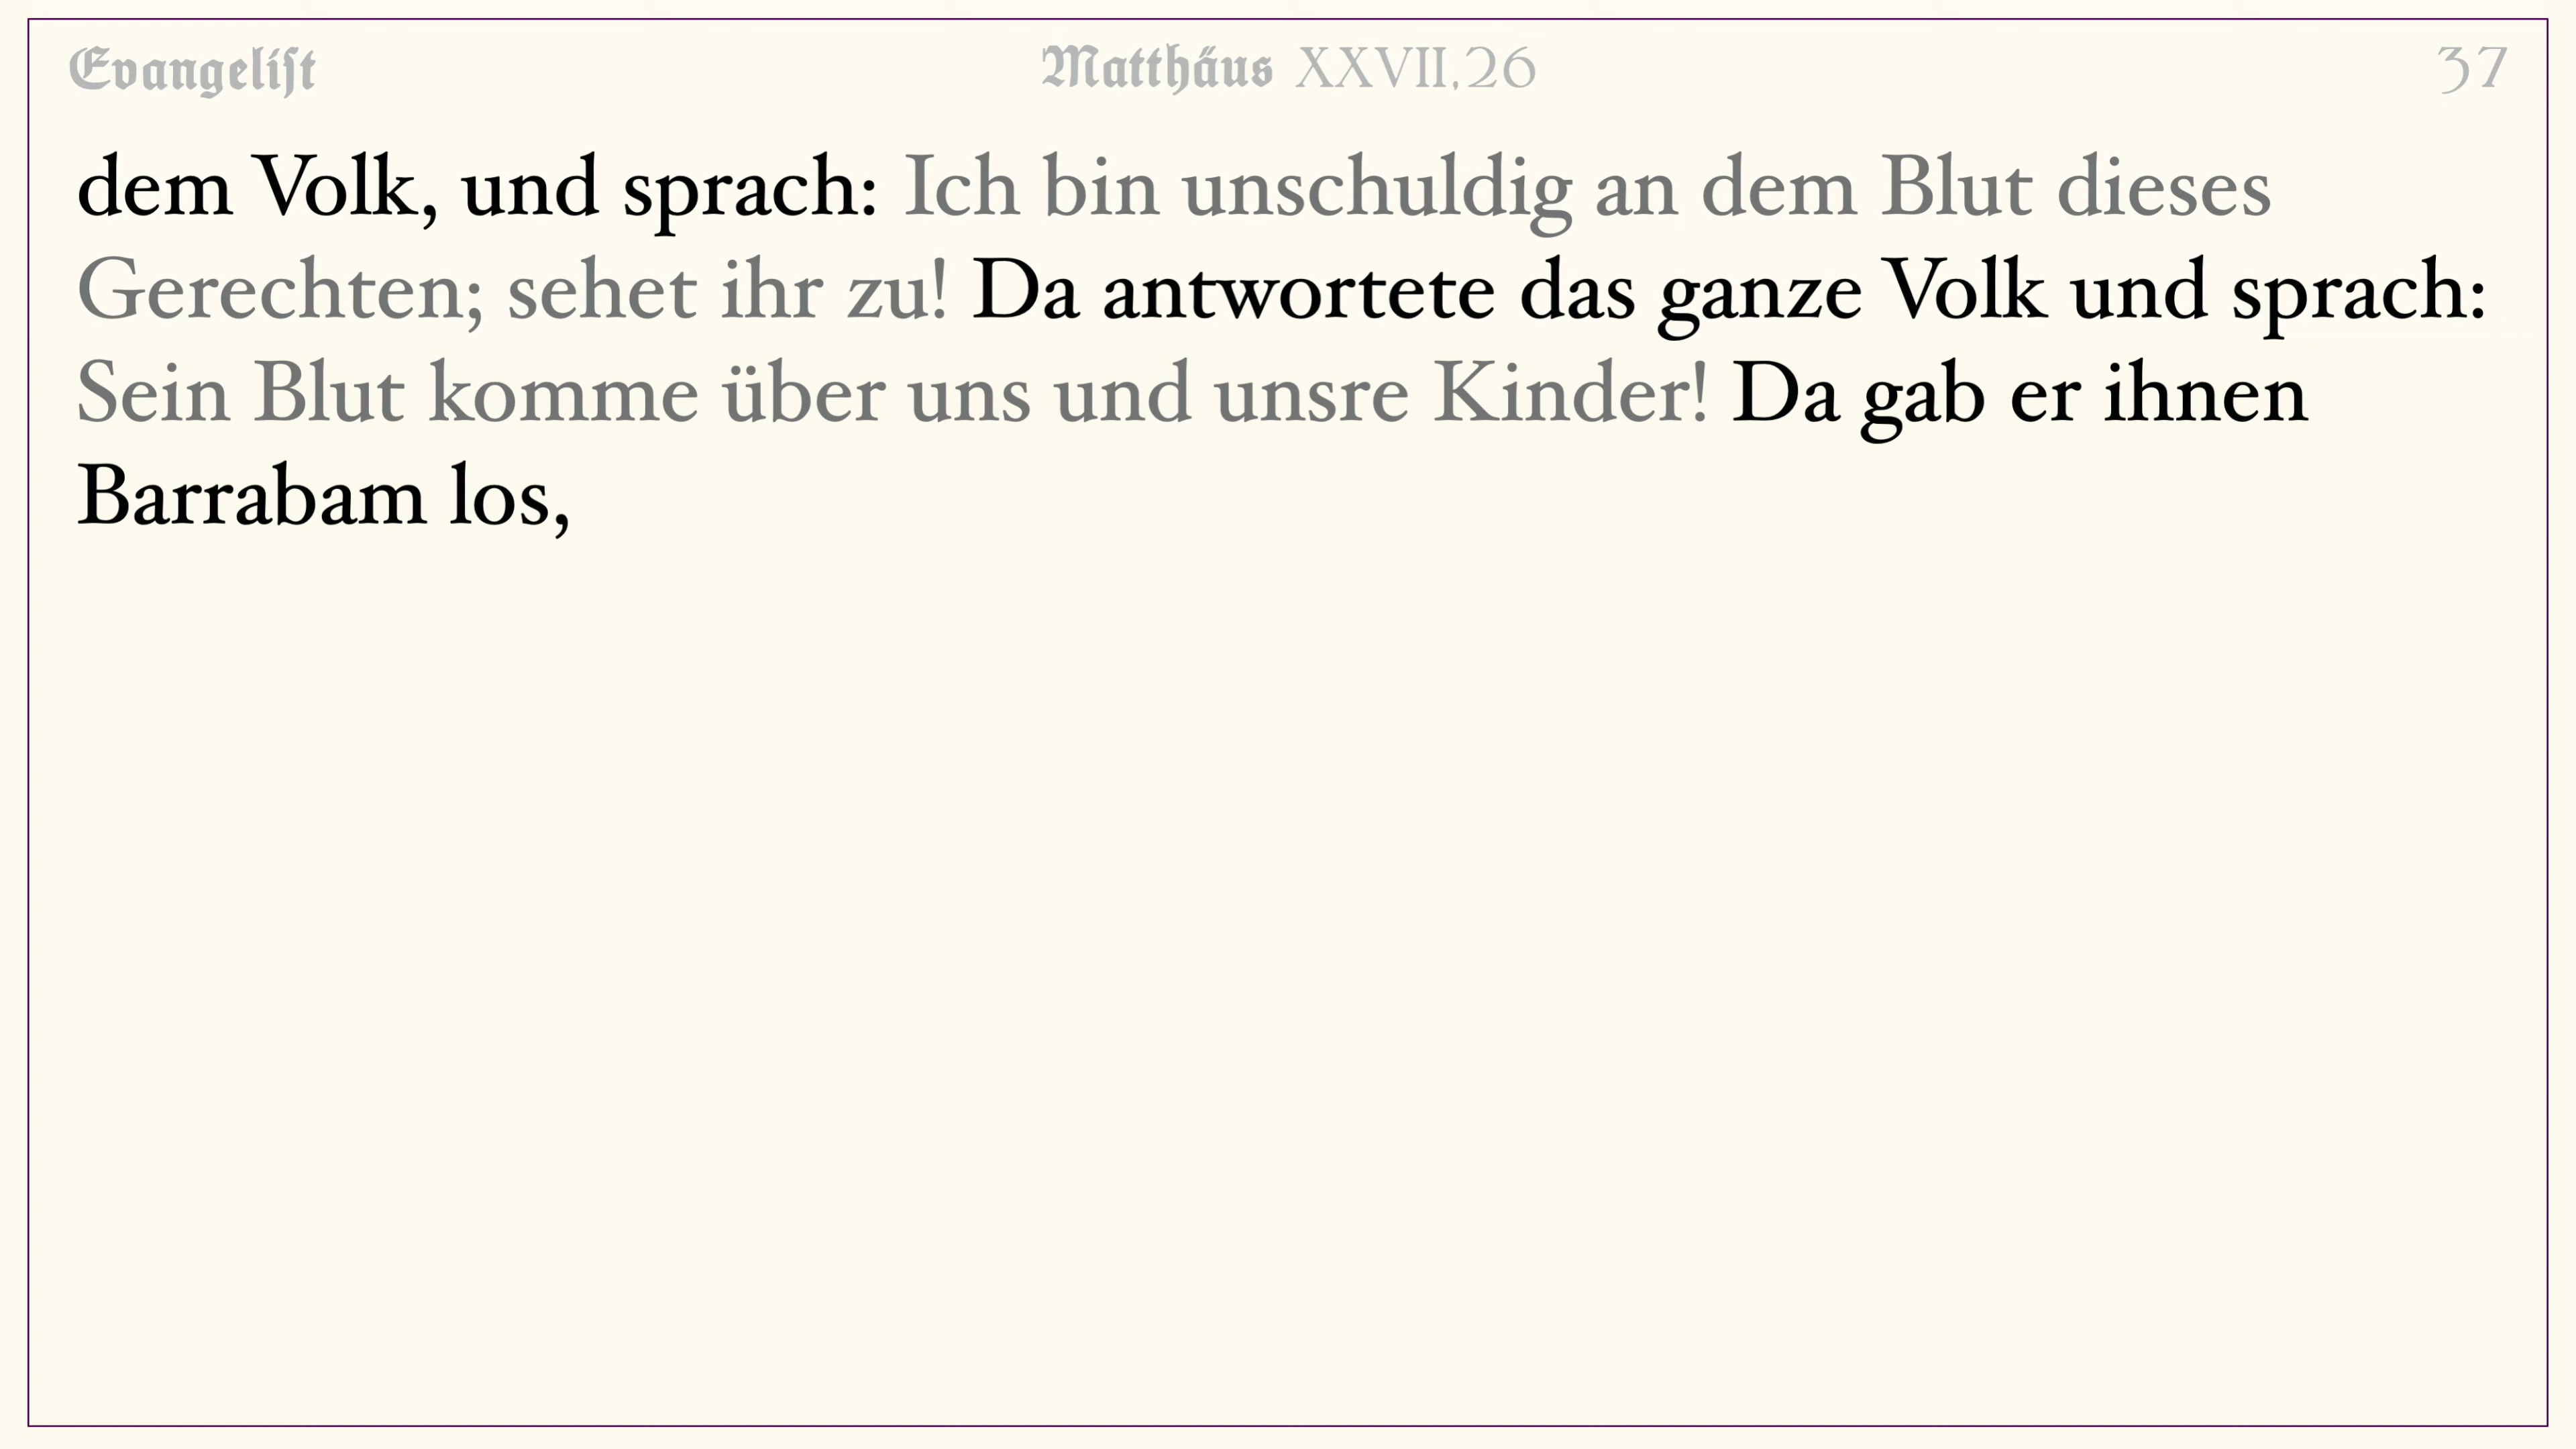 Evangeliſt Matthäus XXVII,26 37
dem Volk, und sprach: Ich bin unschuldig an dem Blut dieses
Gerechten; sehet ihr zu! Da antwortete das ganze Volk und sprach:
Sein Blut komme über uns und unsre Kinder! Da gab er ihnen
Barrabam los,